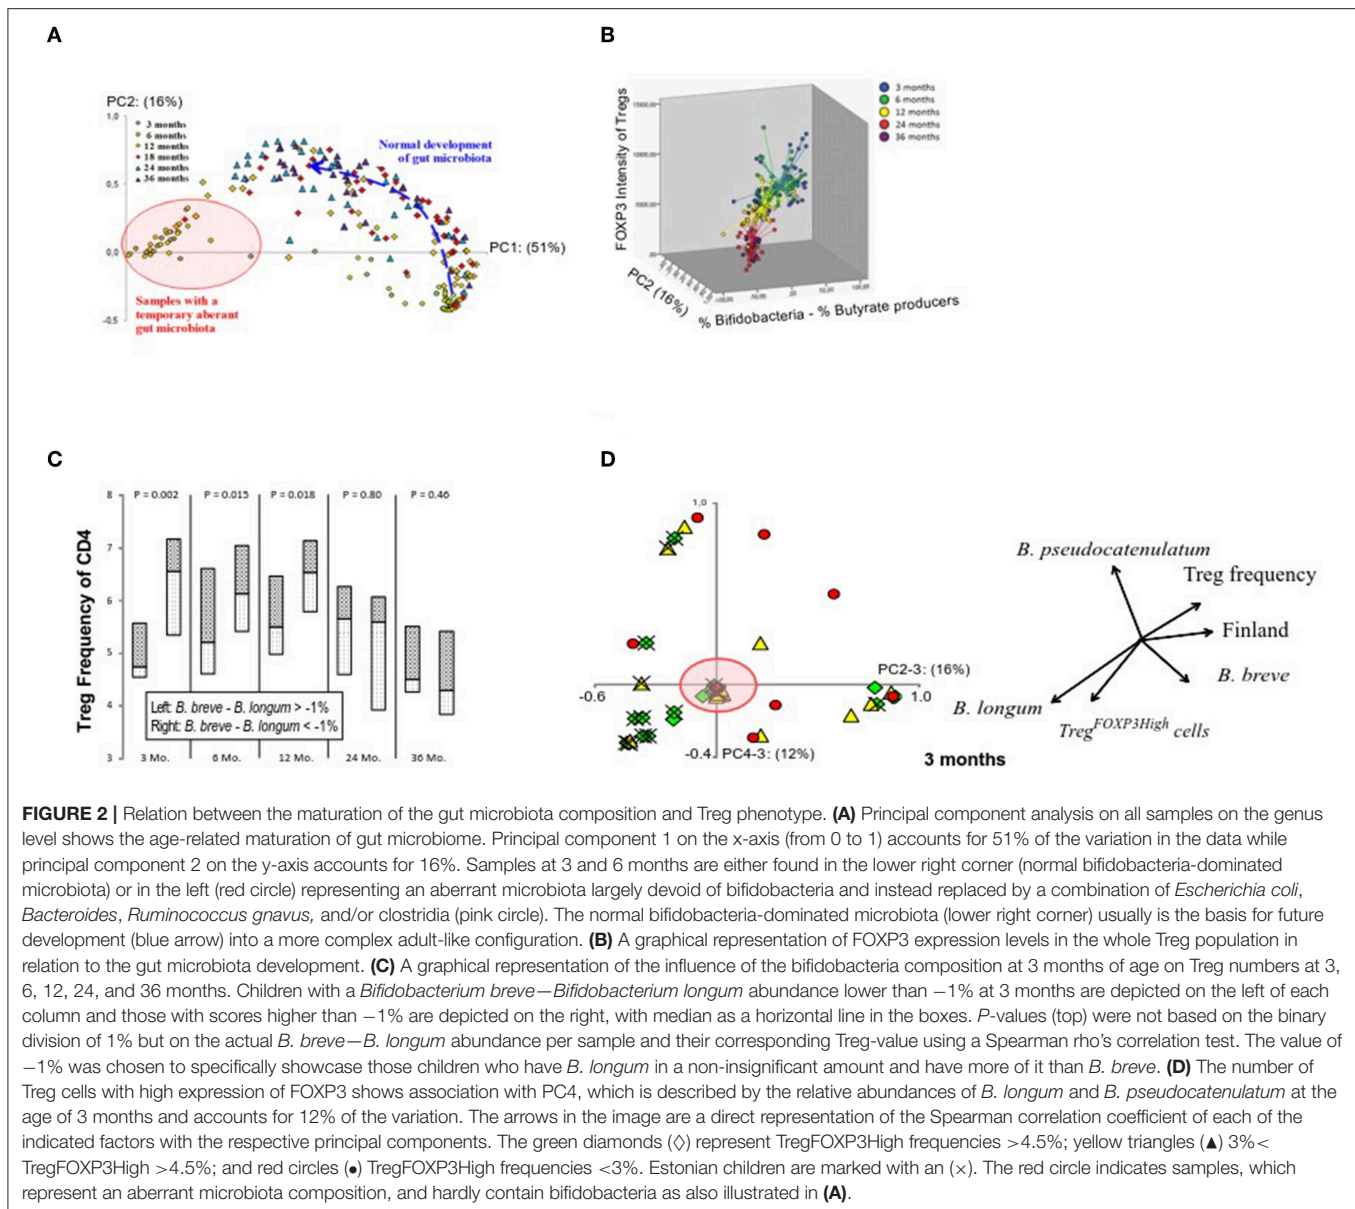 A
PC2: (16%)
1,0
3 months
6 months
12 months
18 months
24 months
36 months
0,5
0,0
-0,5
Normal development
of gut microbiota
PC1: (51%)
Samples with a
temporary aberrant
gut microbiota
B
3 months
6 months
12 months
24 months
36 months
FOXP3 Intensity of Tregs
PC2 (16%)
% Bifidobacteria - % Butyrate producers
C
Treg Frequency of CD4
8
7
6
5
4
3
P = 0.002 P = 0.015 P = 0.018 P = 0.80 P = 0.46
Left: B. breve - B. longum > -1%
Right: B. breve - B. longum < -1%
3 Mo. 6 Mo. 12 Mo. 24 Mo. 36 Mo.
D
1,0
PC2-3: (16%)
-0.6
1.0
-0.4
PC4-3: (12%)
3 months
B. pseudocatenulatum
Treg frequency
Finland
B. breve
B. longum
TregFOXP3High cells
FIGURE 2 | Relation between the maturation of the gut microbiota composition and Treg phenotype. (A) Principal component analysis on all samples on the genus
level shows the age-related maturation of gut microbiome. Principal component 1 on the x-axis (from 0 to 1) accounts for 51% of the variation in the data while
principal component 2 on the y-axis accounts for 16%. Samples at 3 and 6 months are either found in the lower right corner (normal bifidobacteria-dominated
microbiota) or in the left (red circle) representing an aberrant microbiota largely devoid of bifidobacteria and instead replaced by a combination of Escherichia coli,
Bacteroides, Ruminococcus gnavus, and/or clostridia (pink circle). The normal bifidobacteria-dominated microbiota (lower right corner) usually is the basis for future
development (blue arrow) into a more complex adult-like configuration. (B) A graphical representation of FOXP3 expression levels in the whole Treg population in
relation to the gut microbiota development. (C) A graphical representation of the influence of the bifidobacteria composition at 3 months of age on Treg numbers at 3,
6, 12, 24, and 36 months. Children with a Bifidobacterium breve—Bifidobacterium longum abundance lower than −1% at 3 months are depicted on the left of each
column and those with scores higher than −1% are depicted on the right, with median as a horizontal line in the boxes. P-values (top) were not based on the binary
division of 1% but on the actual B. breve—B. longum abundance per sample and their corresponding Treg-value using a Spearman rho's correlation test. The value of
−1% was chosen to specifically showcase those children who have B. longum in a non-insignificant amount and have more of it than B. breve. (D) The number of
Treg cells with high expression of FOXP3 shows association with PC4, which is described by the relative abundances of B. longum and B. pseudocatenulatum at the
age of 3 months and accounts for 12% of the variation. The arrows in the image are a direct representation of the Spearman correlation coefficient of each of the
indicated factors with the respective principal components. The green diamonds (◊) represent TregFOXP3High frequencies >4.5%; yellow triangles (▲) 3%<
TregFOXP3High >4.5%; and red circles (●) TregFOXP3High frequencies <3%. Estonian children are marked with an (×). The red circle indicates samples, which
represent an aberrant microbiota composition, and hardly contain bifidobacteria as also illustrated in (A).